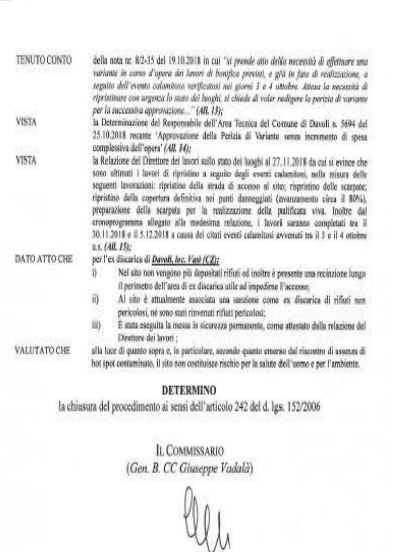 TENUTO CONTO della nota nr. 8/2-35 del 19.10.2018 in cui "si prende atto della necessità di effettuare una
variante in corso d'opera dei lavori di bonifica previsti, e già in fase di realizzazione, a
seguito dell'evento calamitoso verificatosi nei giorni 3 e 4 ottobre. Attesa la necessità di
ripristinare con urgenza lo stato dei luoghi, si chiede di voler redigere la perizia di variante
per la successiva approvazione..." (All. 13);
VISTA la Determinazione del Responsabile dell'Area Tecnica del Comune di Davoli n. 5694 del
25.10.2018 recante 'Approvazione della Perizia di Variante senza incremento di spesa
complessiva dell'opera' (All. 14);
VISTA la Relazione del Direttore dei lavori sullo stato dei luoghi al 27.11.2018 da cui si evince che
sono ultimati i lavori di ripristino a seguito degli eventi calamitosi, nella misura delle
seguenti lavorazioni: ripristino della strada di accesso al sito; rispristino delle scarpate;
ripristino della copertura definitiva nei punti danneggiati (avanzamento circa il 80%),
preparazione della scarpata per la realizzazione della palificata viva. Inoltre dal
cronoprogramma allegato alla medesima relazione, i lavori saranno completati tra il
30.11.2018 e il 5.12.2018 a causa dei citati eventi calamitosi avvenuti tra il 3 e il 4 ottobre
u.s. (All. 15);
DATO ATTO CHE per l'ex discarica di Davoli, loc. Vasì (CZ):
i) Nel sito non vengono più depositati rifiuti ed inoltre è presente una recinzione lungo
il perimetro dell'area di ex discarica utile ad impedirne l'accesso;
ii) Al sito è attualmente associata una sanzione come ex discarica di rifiuti non
pericolosi, né sono stati rinvenuti rifiuti pericolosi;
iii) È stata eseguita la messa in sicurezza permanente, come attestato dalla relazione del
Direttore dei lavori ;
VALUTATO CHE alla luce di quanto sopra e, in particolare, secondo quanto emerso dal riscontro di assenza di
hot spot contaminato, il sito non costituisce rischio per la salute dell'uomo e per l'ambiente.
DETERMINO
la chiusura del procedimento ai sensi dell'articolo 242 del d. lgs. 152/2006
IL COMMISSARIO
(Gen. B. CC Giuseppe Vadalà)